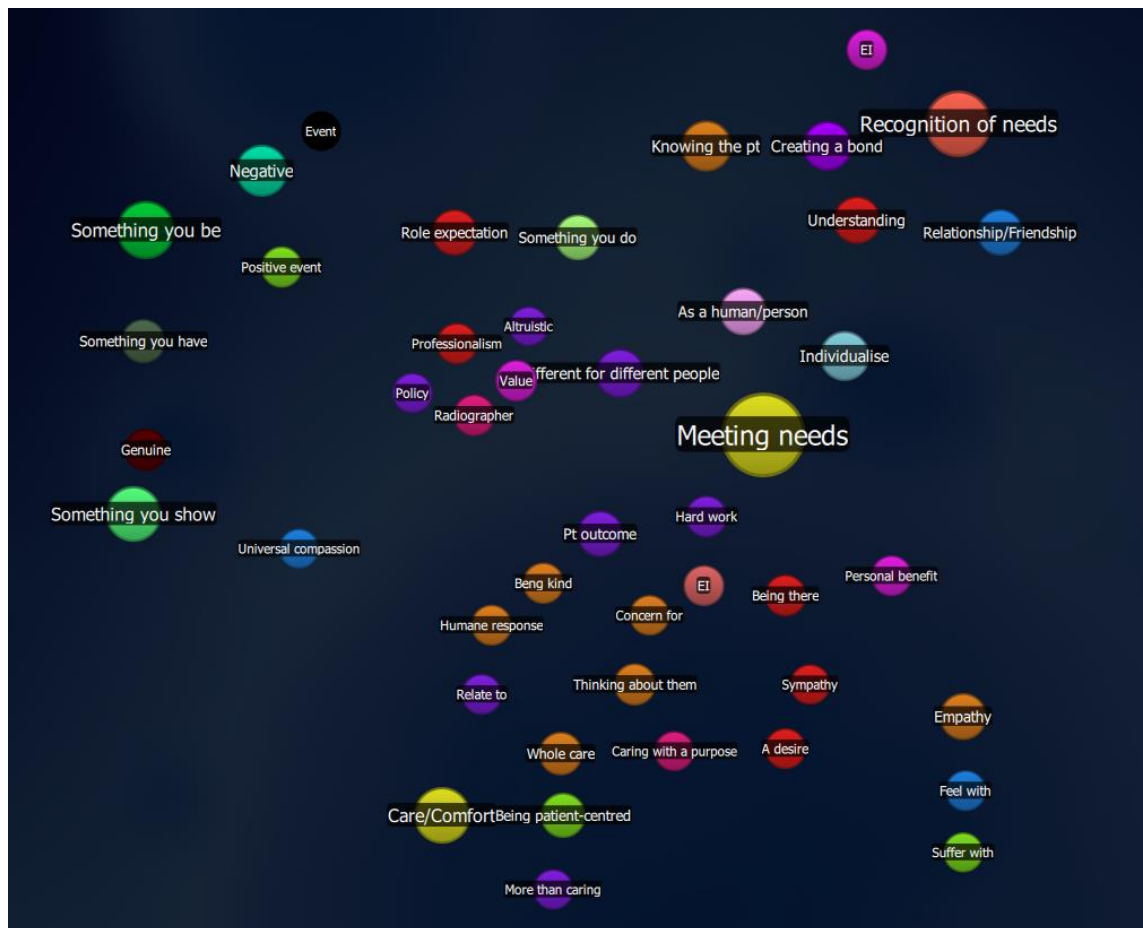 EI
Recognition of needs
Event
Knowing the pt
Creating a bond
Negative
Something you be
Role expectation
Something you do
Understanding
Relationship/Friendship
Positive event
As a human/person
Something you have
Professionalism
Altruistic
Individualise
Policy
Value
ifferent for different people
Radiographer
Meeting needs
Genuine
Something you show
Hard work
Pt outcome
Universal compassion
Beng kind
EI
Being there
Personal benefit
Humane response
Concern for
Relate to
Thinking about them
Sympathy
Empathy
Whole care
Caring with a purpose
A desire
Feel with
Care/Comfort
Being patient-centred
Suffer with
More than caring